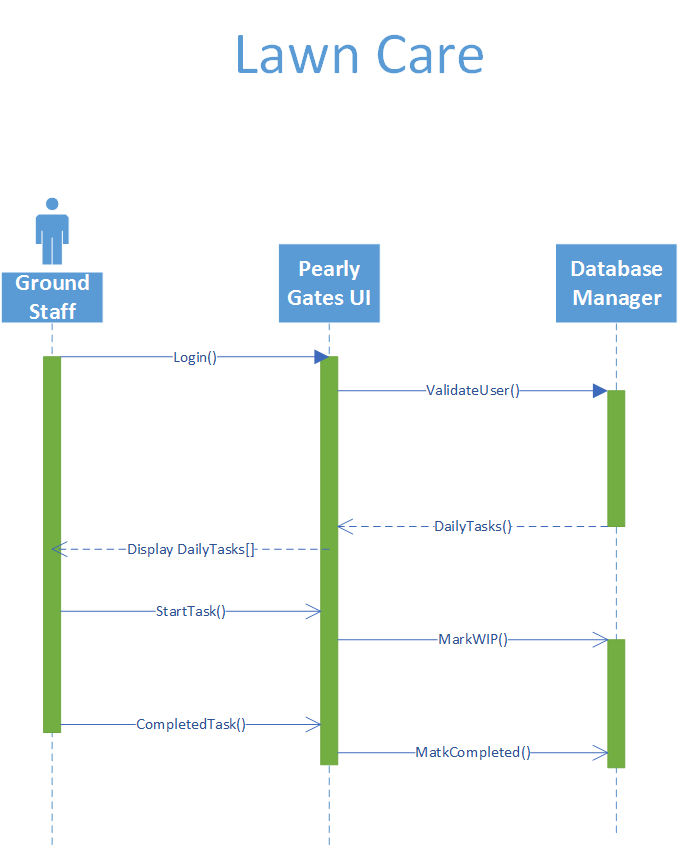 Lawn Care
Ground
Staff
Pearly
Gates UI
Database
Manager
Login()
ValidateUser()
DailyTasks()
Display DailyTasks[]
StartTask()
MarkWIP()
CompletedTask()
MatkCompleted()